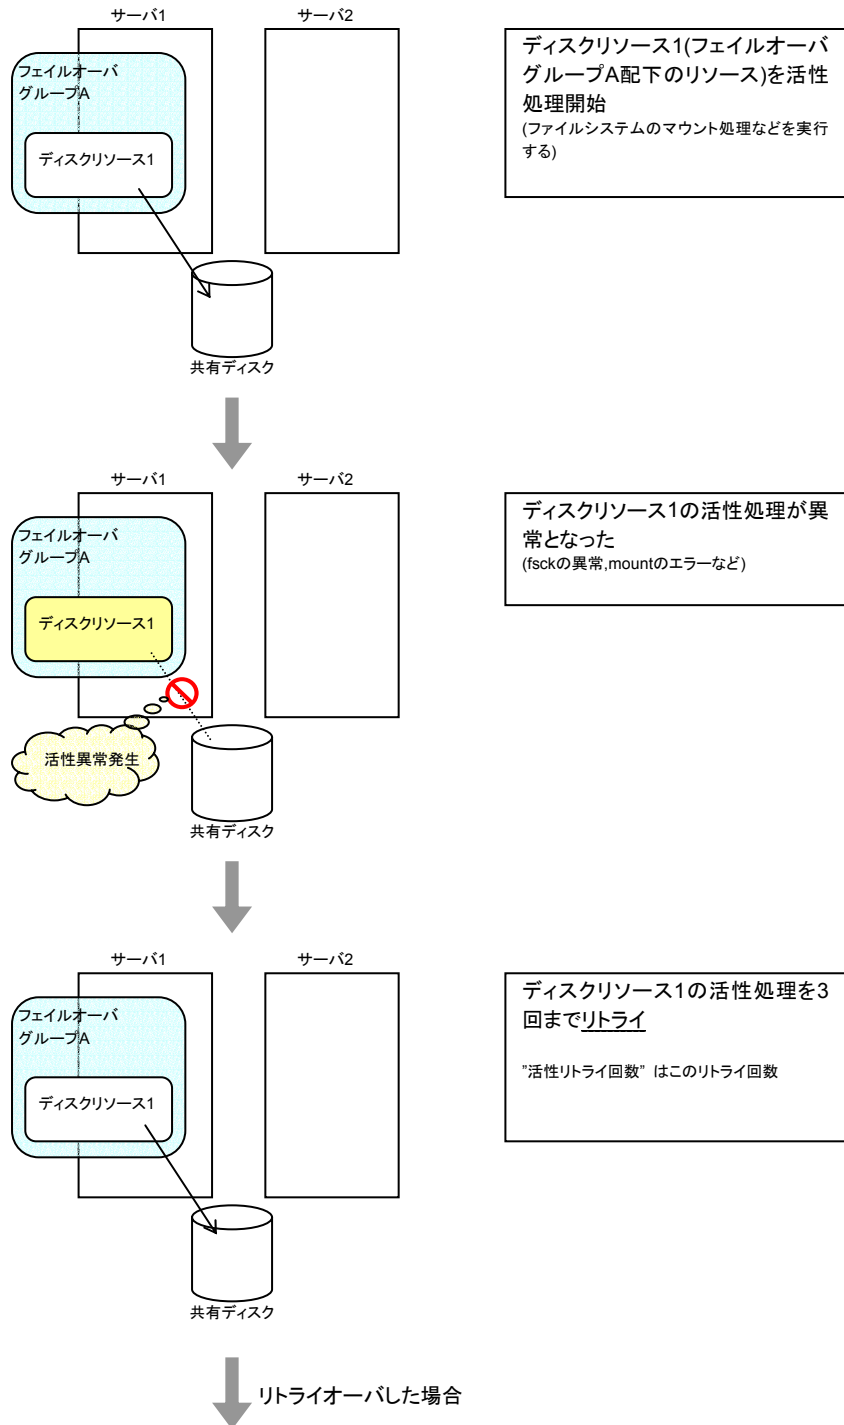 サーバ1
サーバ2
フェイルオーバ
グループA
ディスクリソース1
共有ディスク
ディスクリソース1(フェイルオーバ
グループA配下のリソース)を活性
処理開始
(ファイルシステムのマウント処理などを実行
する)
サーバ1
サーバ2
フェイルオーバ
グループA
ディスクリソース1
活性異常発生
共有ディスク
ディスクリソース1の活性処理が異
常となった
(fsckの異常,mountのエラーなど)
サーバ1
サーバ2
フェイルオーバ
グループA
ディスクリソース1
共有ディスク
ディスクリソース1の活性処理を3
回までリトライ
”活性リトライ回数” はこのリトライ回数
リトライオーバした場合